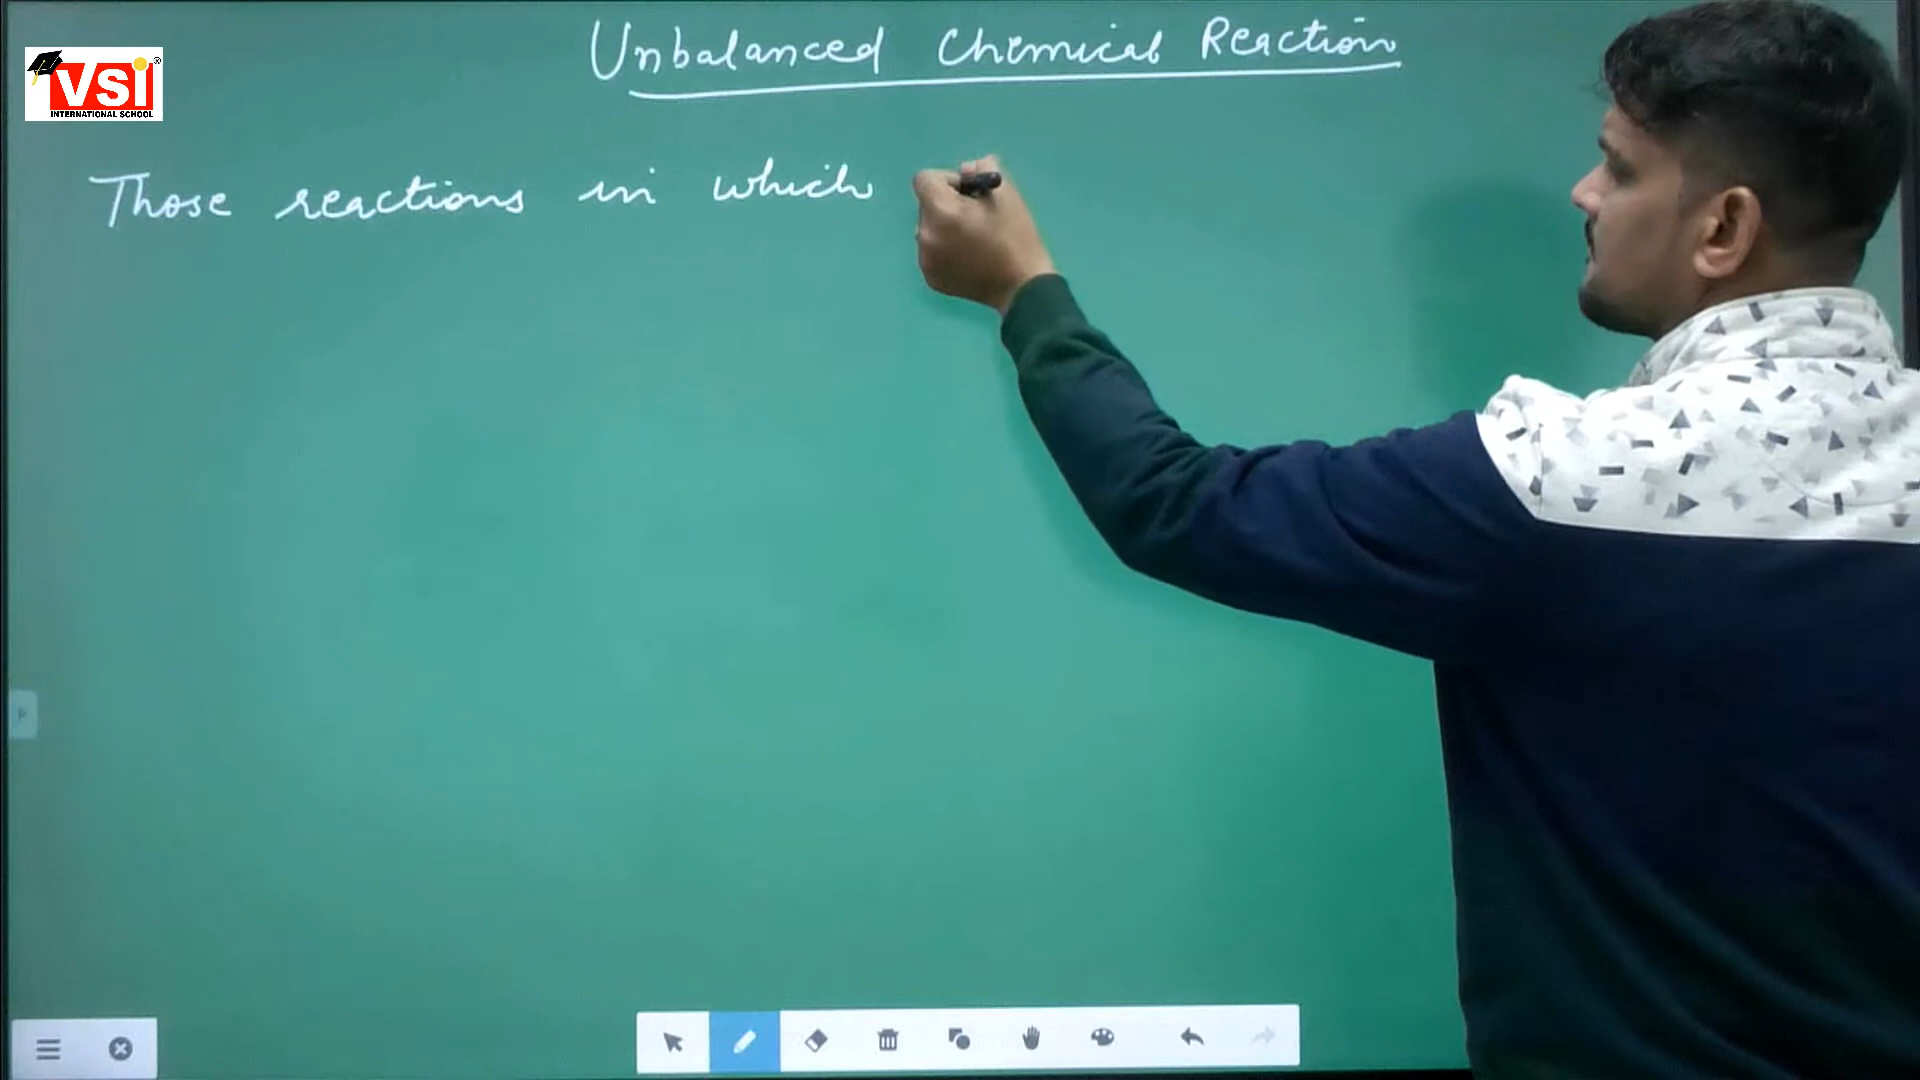 Unbalanced Chemical Reaction
VSI
INTERNATIONAL SCHOOL
Those reactions in which